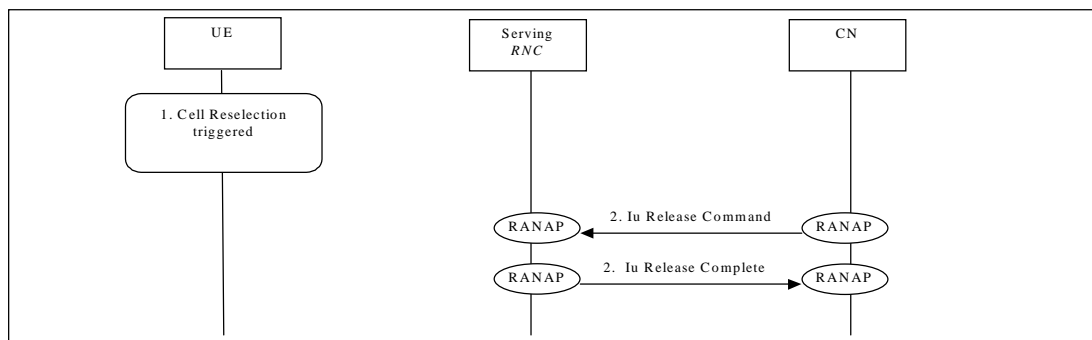 UE
Serving
RNC
CN
1. Cell Reselection
triggered
2. Iu Release Command
RANAP
RANAP
2. Iu Release Complete
RANAP
RANAP